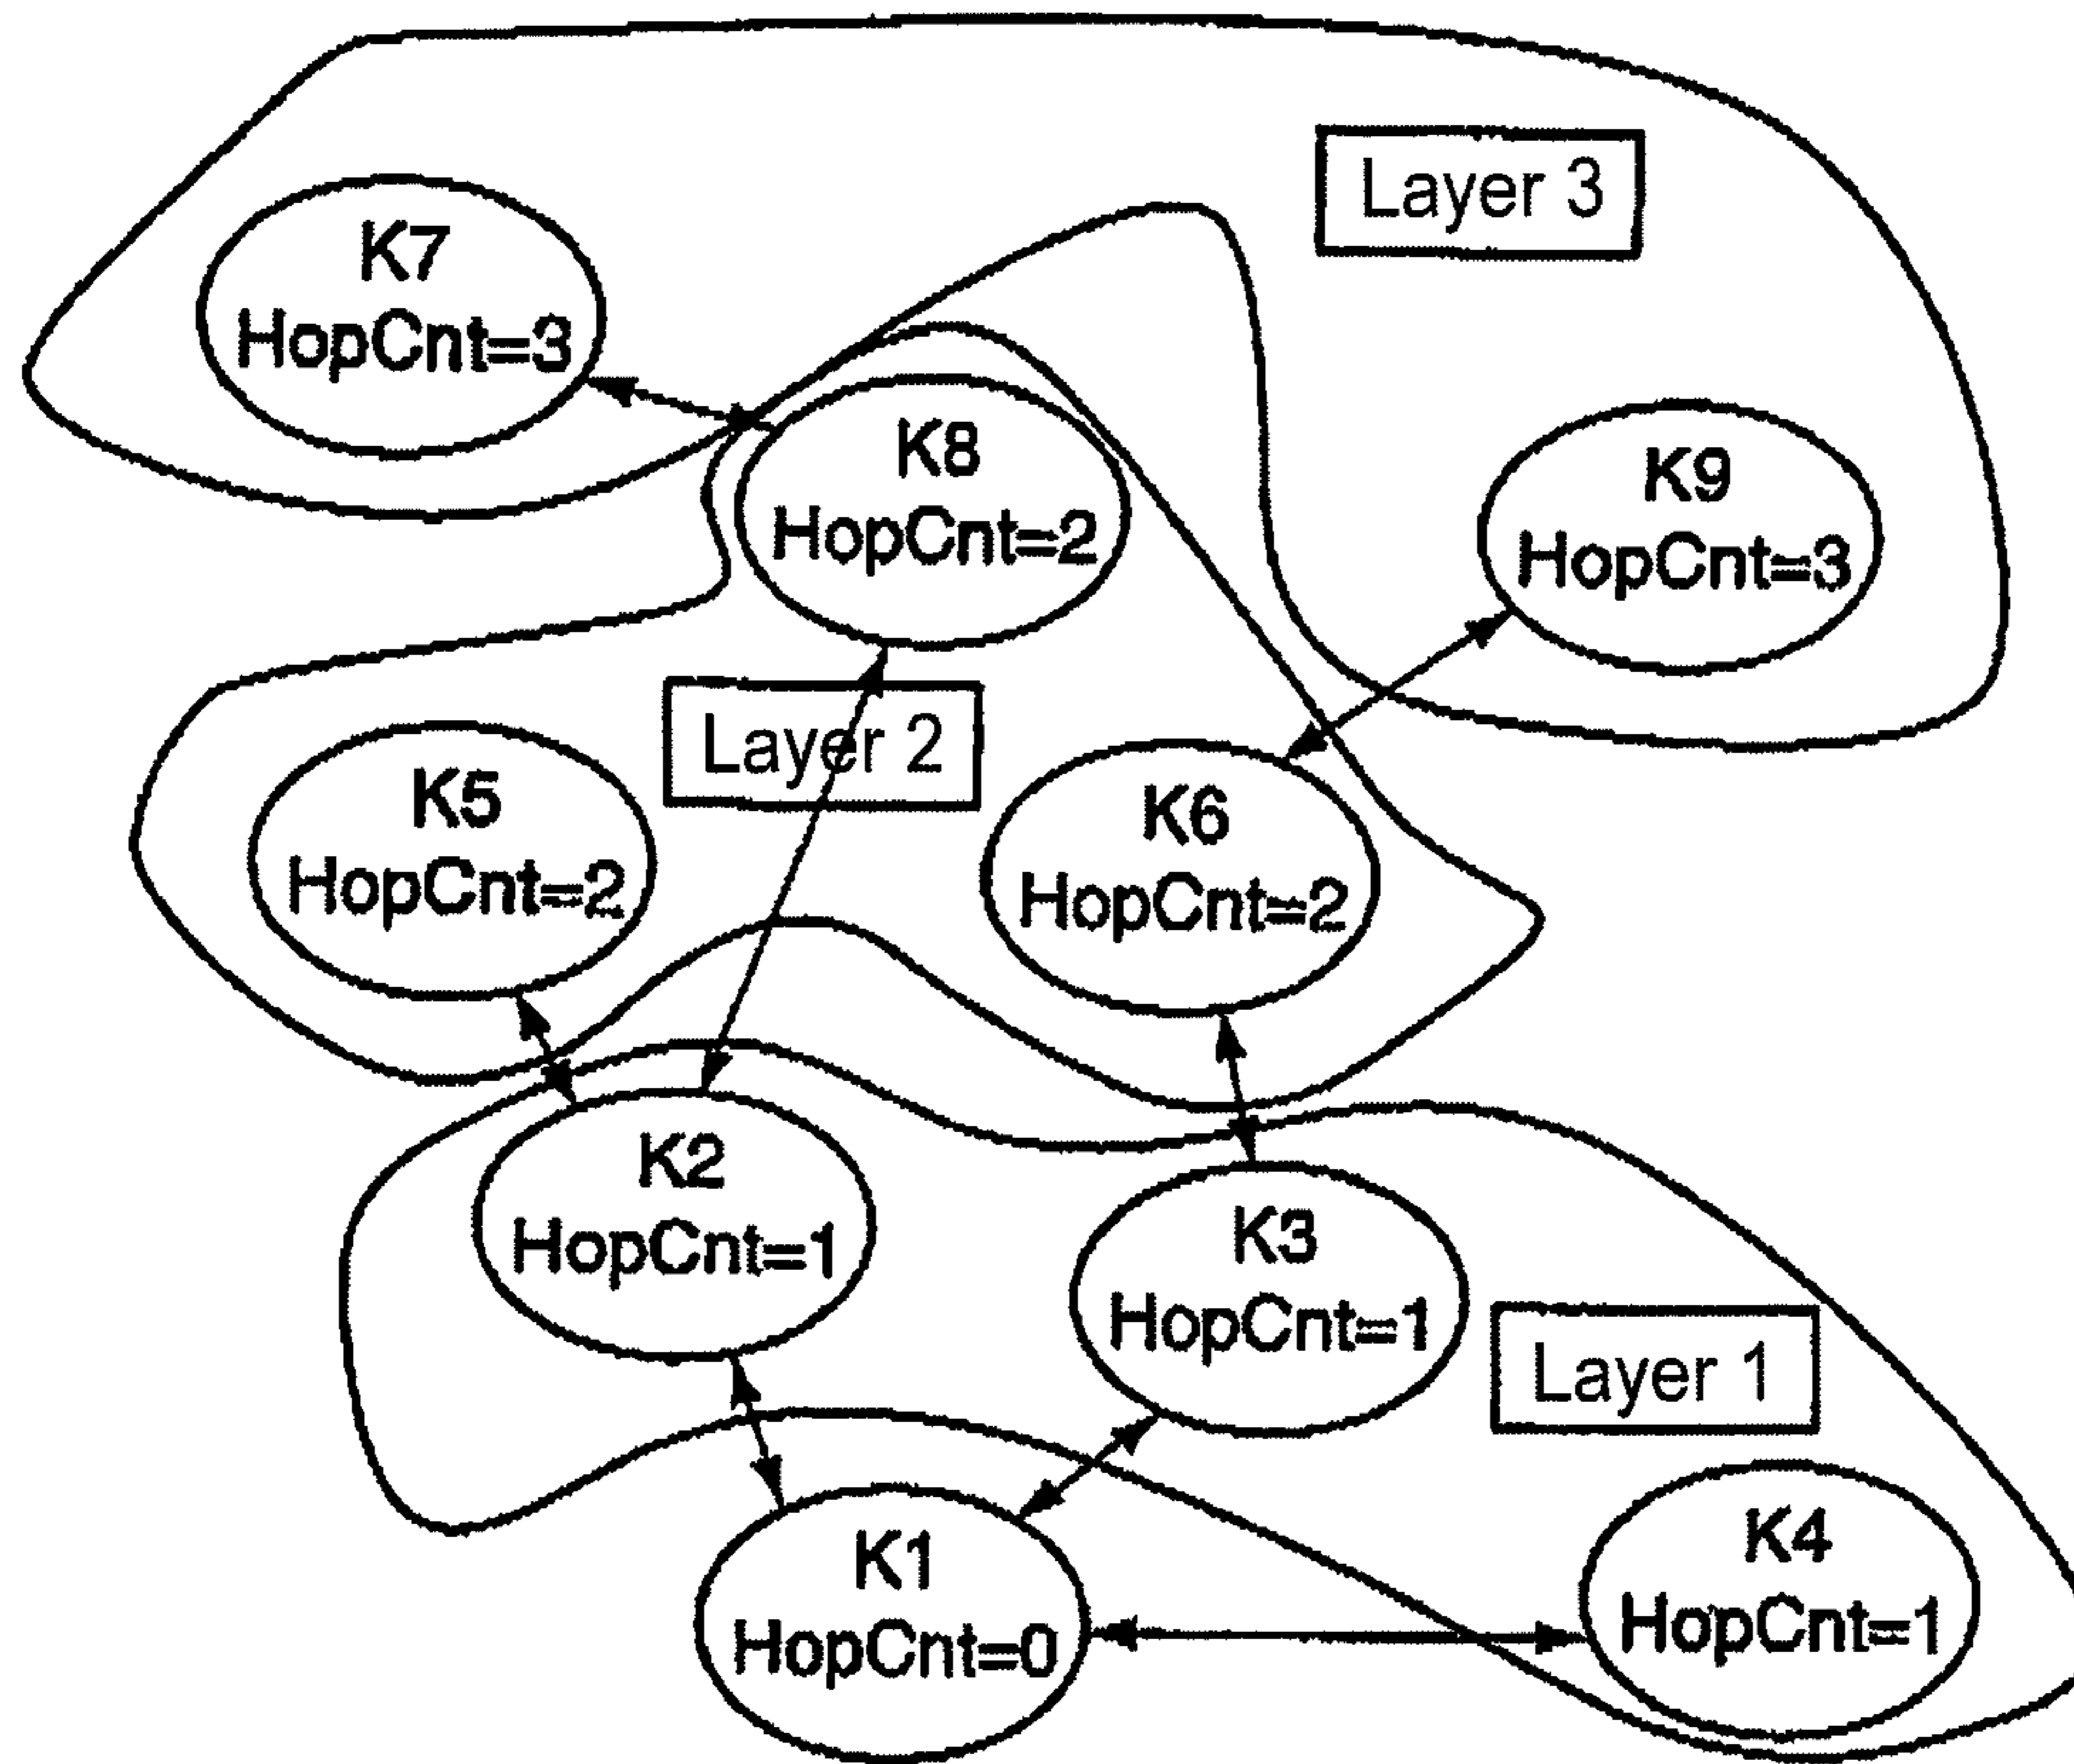 Layer 3
K7
HopCnt=3
K8
HopCnt=2
K9
HopCnt=3
Layer 2
K5
HopCnt=2
K6
HopCnt=2
K2
HopCnt=1
K3
HopCnt=1
Layer 1
K4
HopCnt=1
K1
HopCnt=0